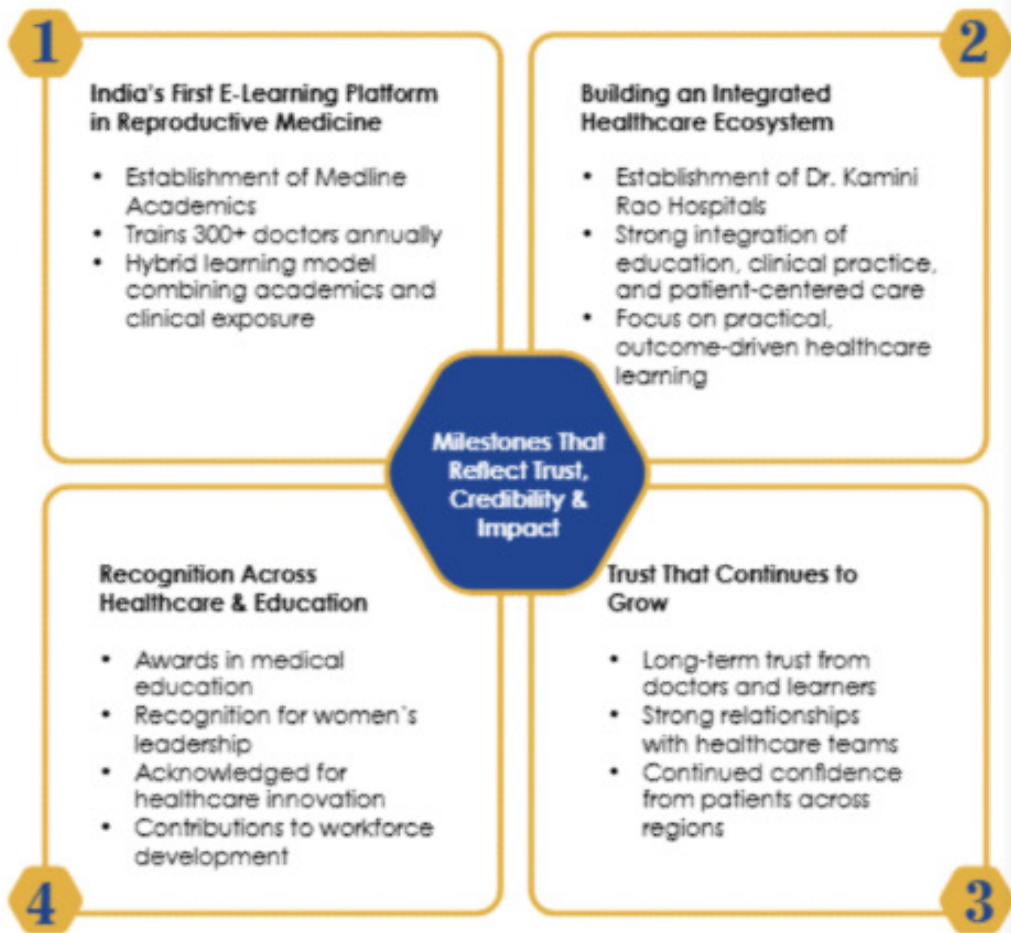 1
India's First E-Learning Platform
in Reproductive Medicine
• Establishment of Medline
Academics
• Trains 300+ doctors annually
• Hybrid learning model
combining academics and
clinical exposure
2
Building an Integrated
Healthcare Ecosystem
• Establishment of Dr. Kamini
Rao Hospitals
• Strong integration of
education, clinical practice,
and patient-centered care
• Focus on practical,
outcome-driven healthcare
learning
Milestones That
Reflect Trust,
Credibility &
Impact
Trust That Continues to
Grow
• Long-term trust from
doctors and learners
• Strong relationships
with healthcare teams
• Continued confidence
from patients across
regions
3
Recognition Across
Healthcare & Education
• Awards in medical
education
• Recognition for women`s
leadership
• Acknowledged for
healthcare innovation
• Contributions to workforce
development
4